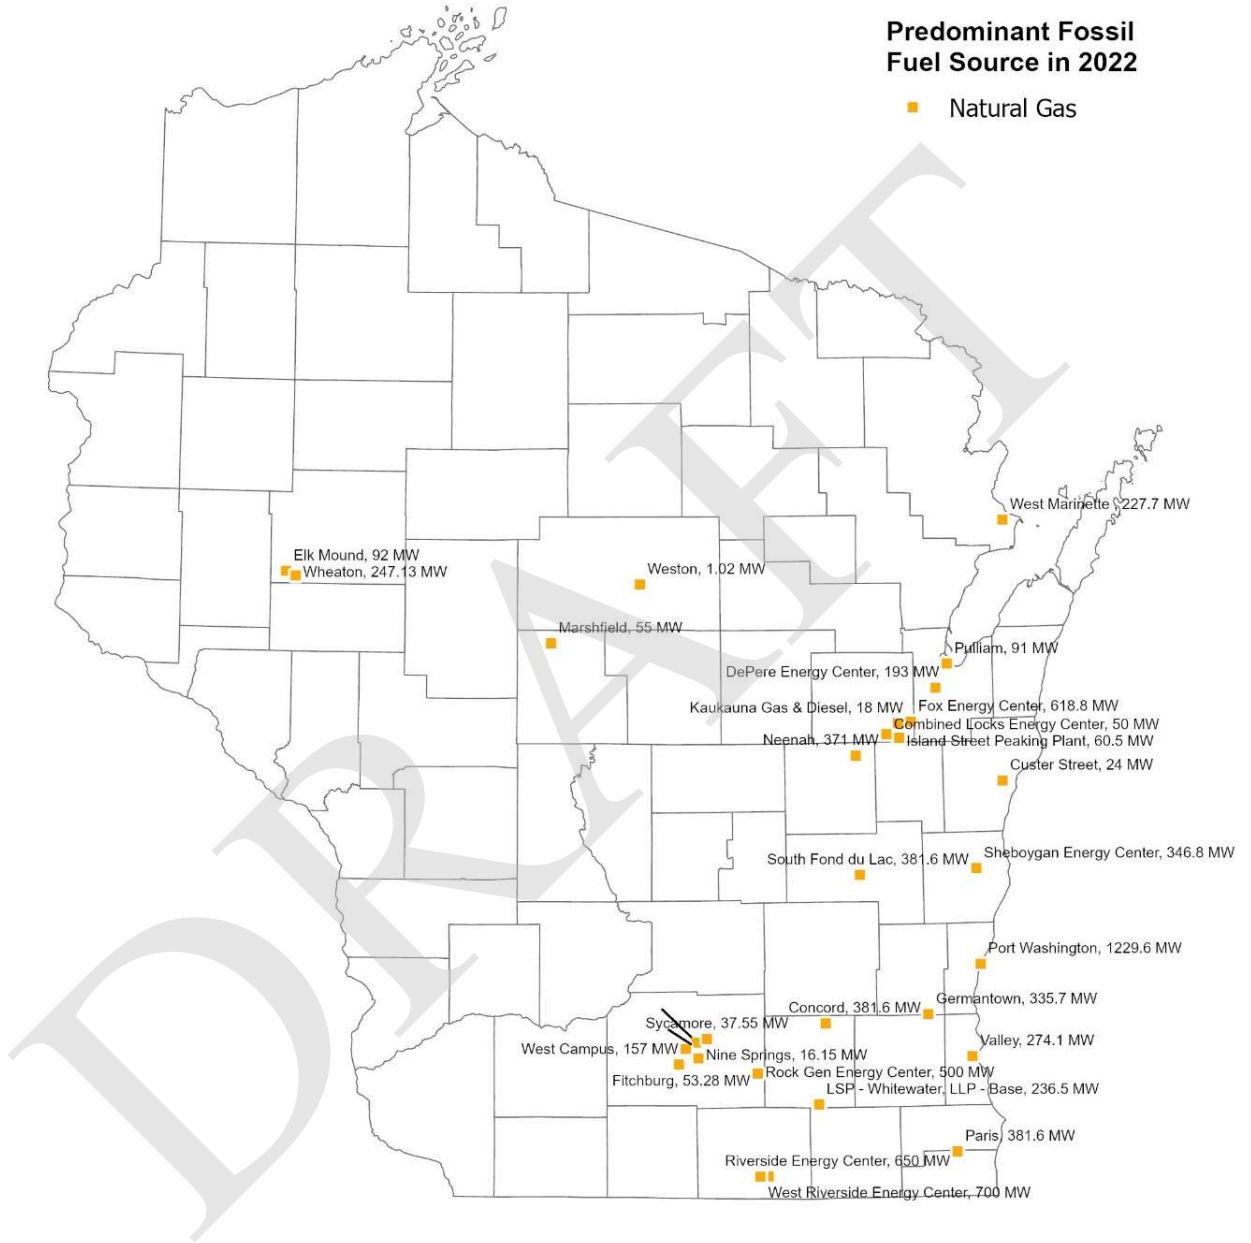 Predominant Fossil
Fuel Source in 2022
Natural Gas
DRAFT
West Marinette , 227.7 MW
Elk Mound, 92 MW
Wheaton, 247.13 MW
Weston, 1.02 MW
Marshfield, 55 MW
Pulliam, 91 MW
DePere Energy Center, 193 MW
Fox Energy Center, 618.8 MW
Kaukauna Gas & Diesel, 18 MW
Combined Locks Energy Center, 50 MW
Neenah, 371 MW
Island Street Peaking Plant, 60.5 MW
Custer Street, 24 MW
South Fond du Lac, 381.6 MW
Sheboygan Energy Center, 346.8 MW
Port Washington, 1229.6 MW
Germantown, 335.7 MW
Concord, 381.6 MW
Sycamore, 37.55 MW
Valley, 274.1 MW
West Campus, 157 MW
Nine Springs, 16.15 MW
Rock Gen Energy Center, 500 MW
Fitchburg, 53.28 MW
LSP - Whitewater, LLP - Base, 236.5 MW
Paris, 381.6 MW
Riverside Energy Center, 650 MW
West Riverside Energy Center, 700 MW